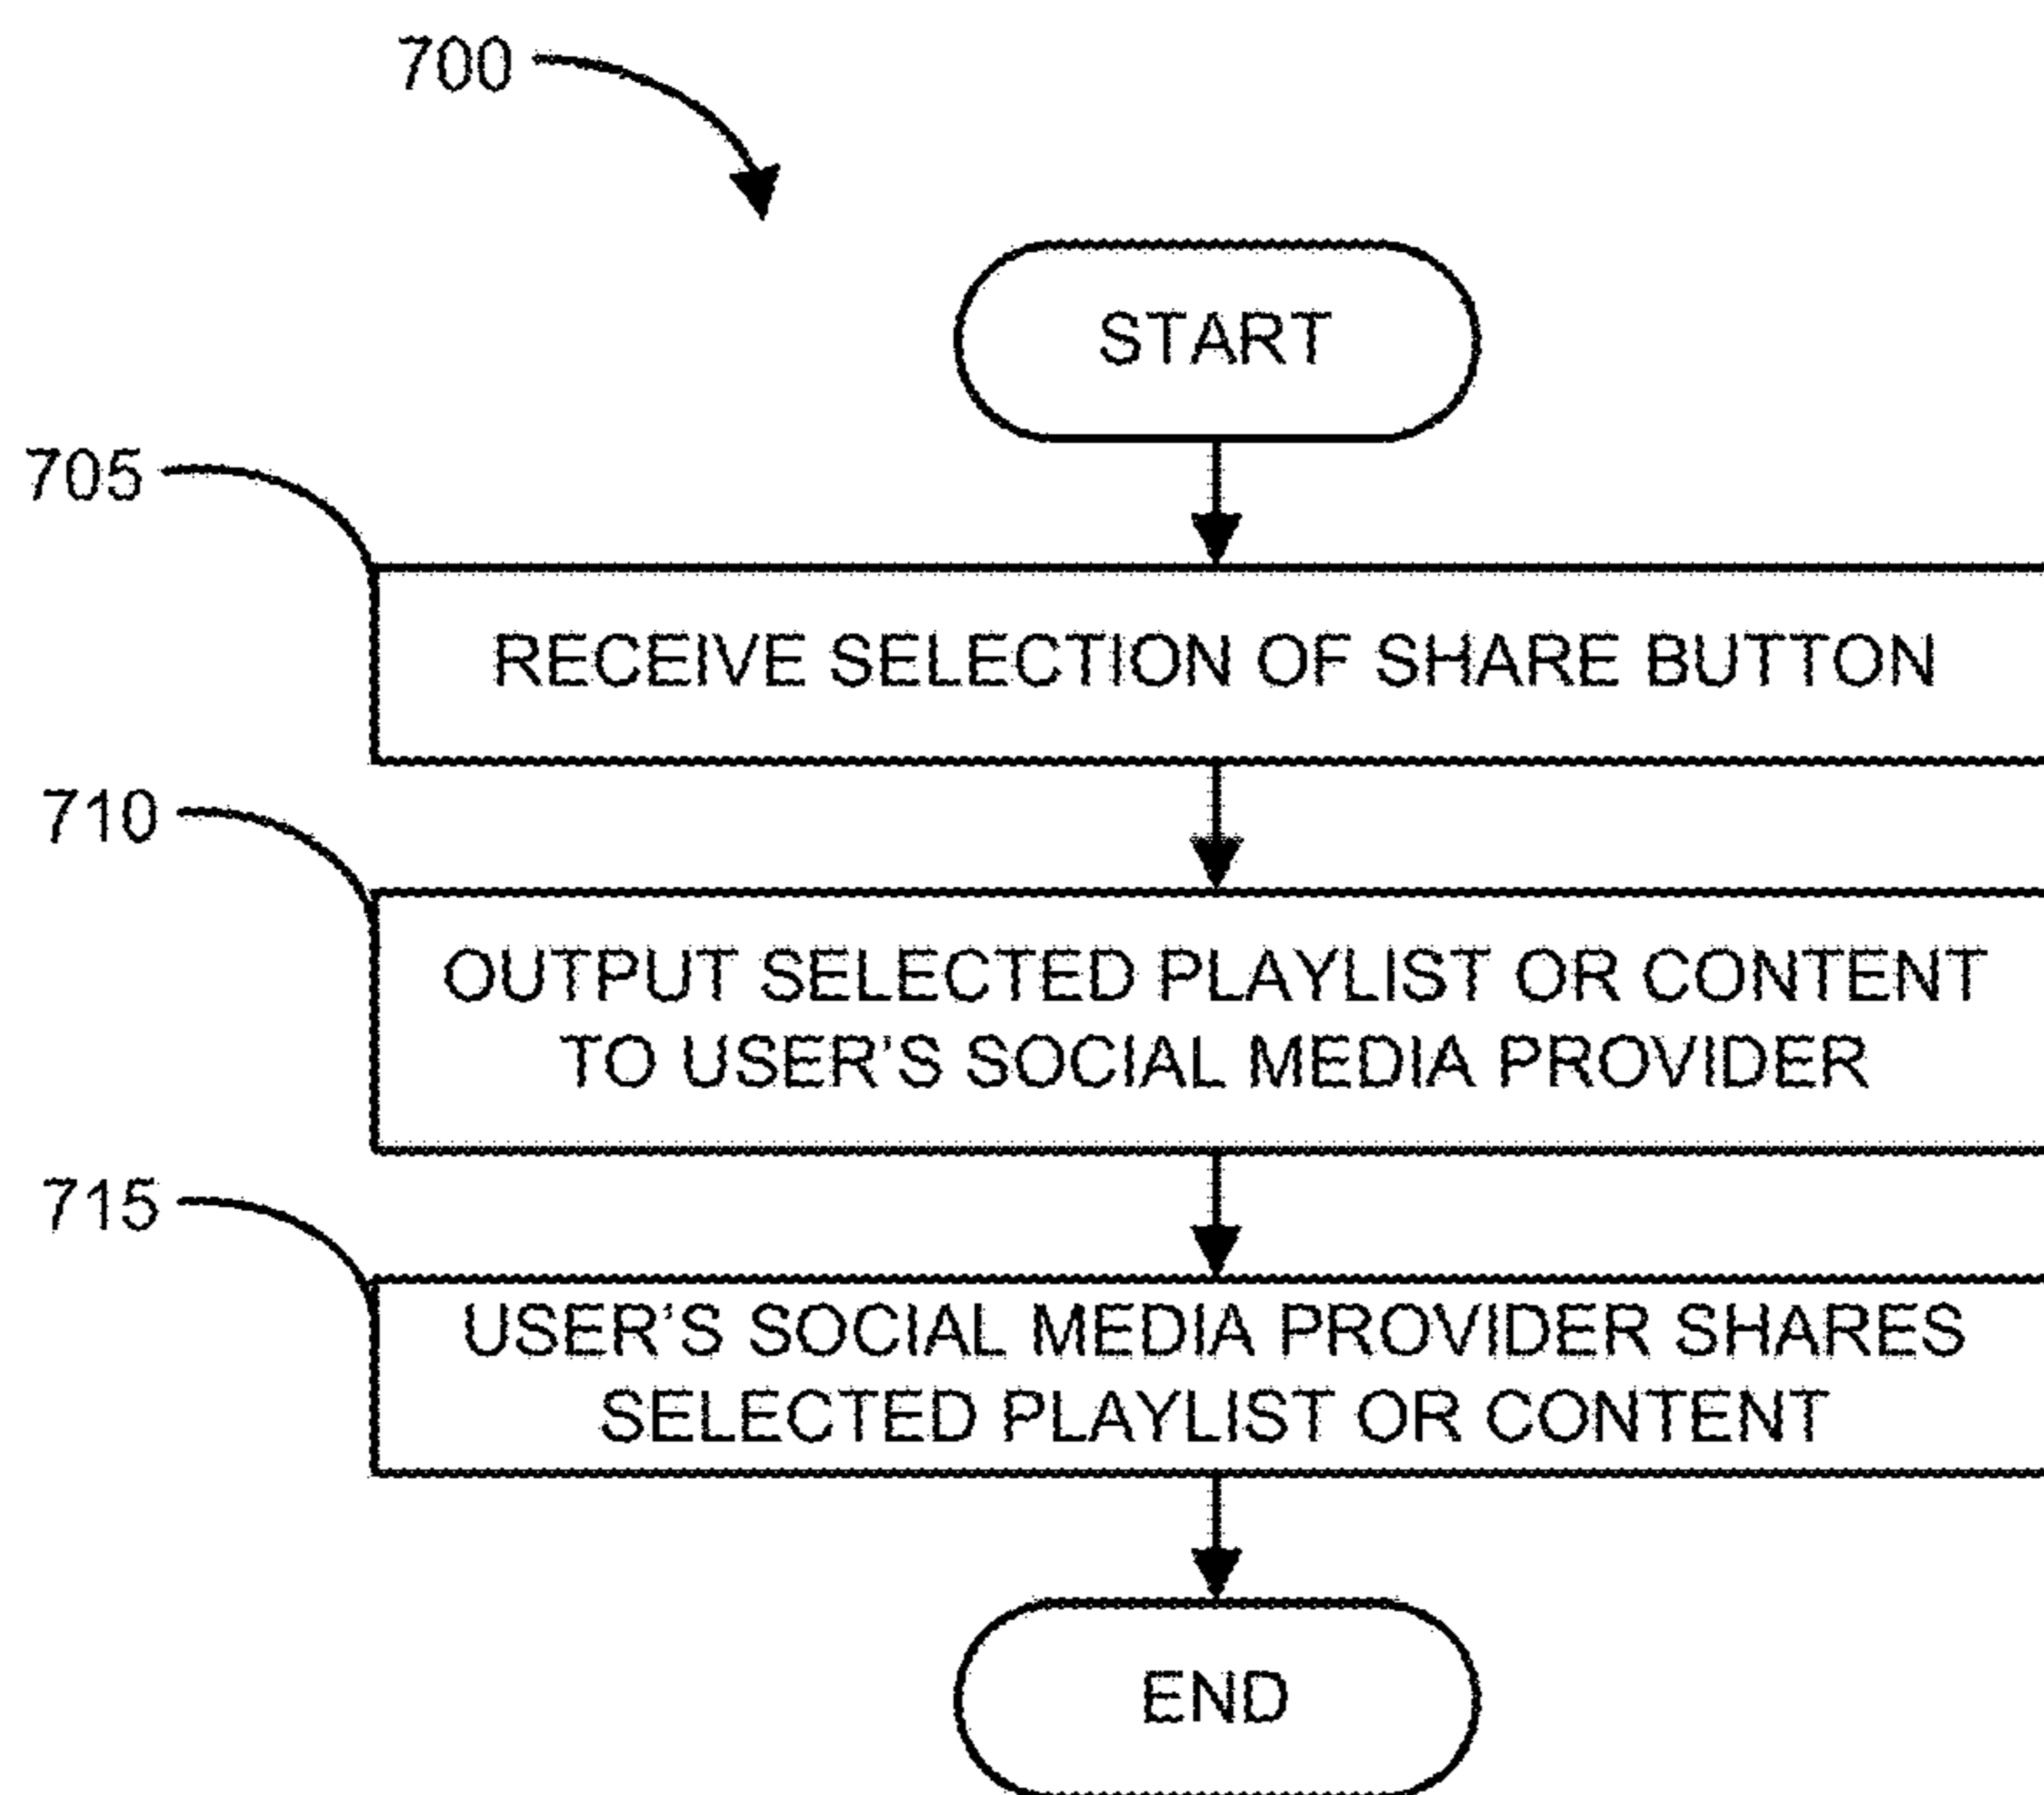 700
START
705
RECEIVE SELECTION OF SHARE BUTTON
710
OUTPUT SELECTED PLAYLIST OR CONTENT
TO USER'S SOCIAL MEDIA PROVIDER
715
USER'S SOCIAL MEDIA PROVIDER SHARES
SELECTED PLAYLIST OR CONTENT
END